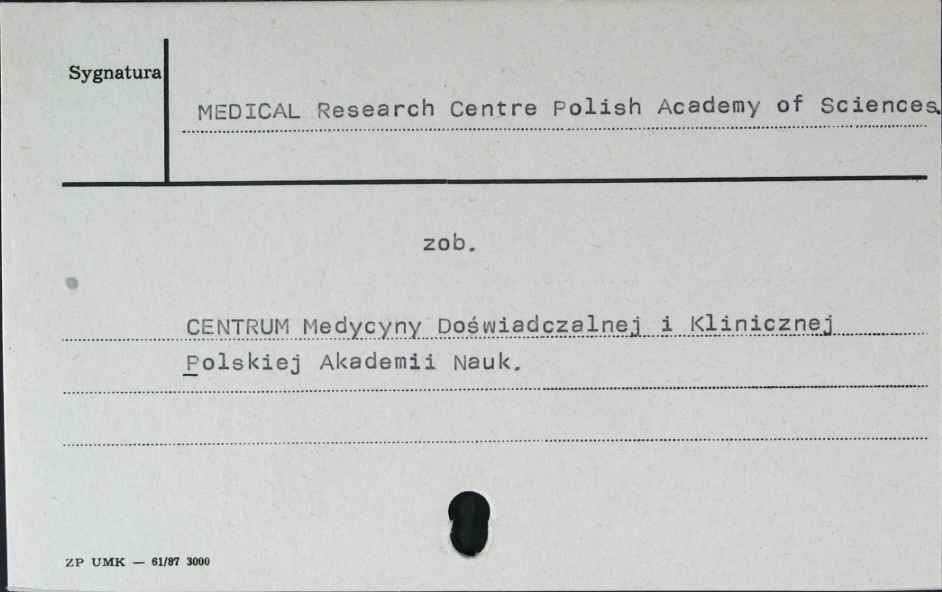 Sygnatura
MEDICAL Research Centre Polish Academy of Sciences.
zob.
CENTRUM Medycyny Doświadczalnej i Klinicznej
Polskiej Akademii Nauk.
ZP UMK — 61/87 3000